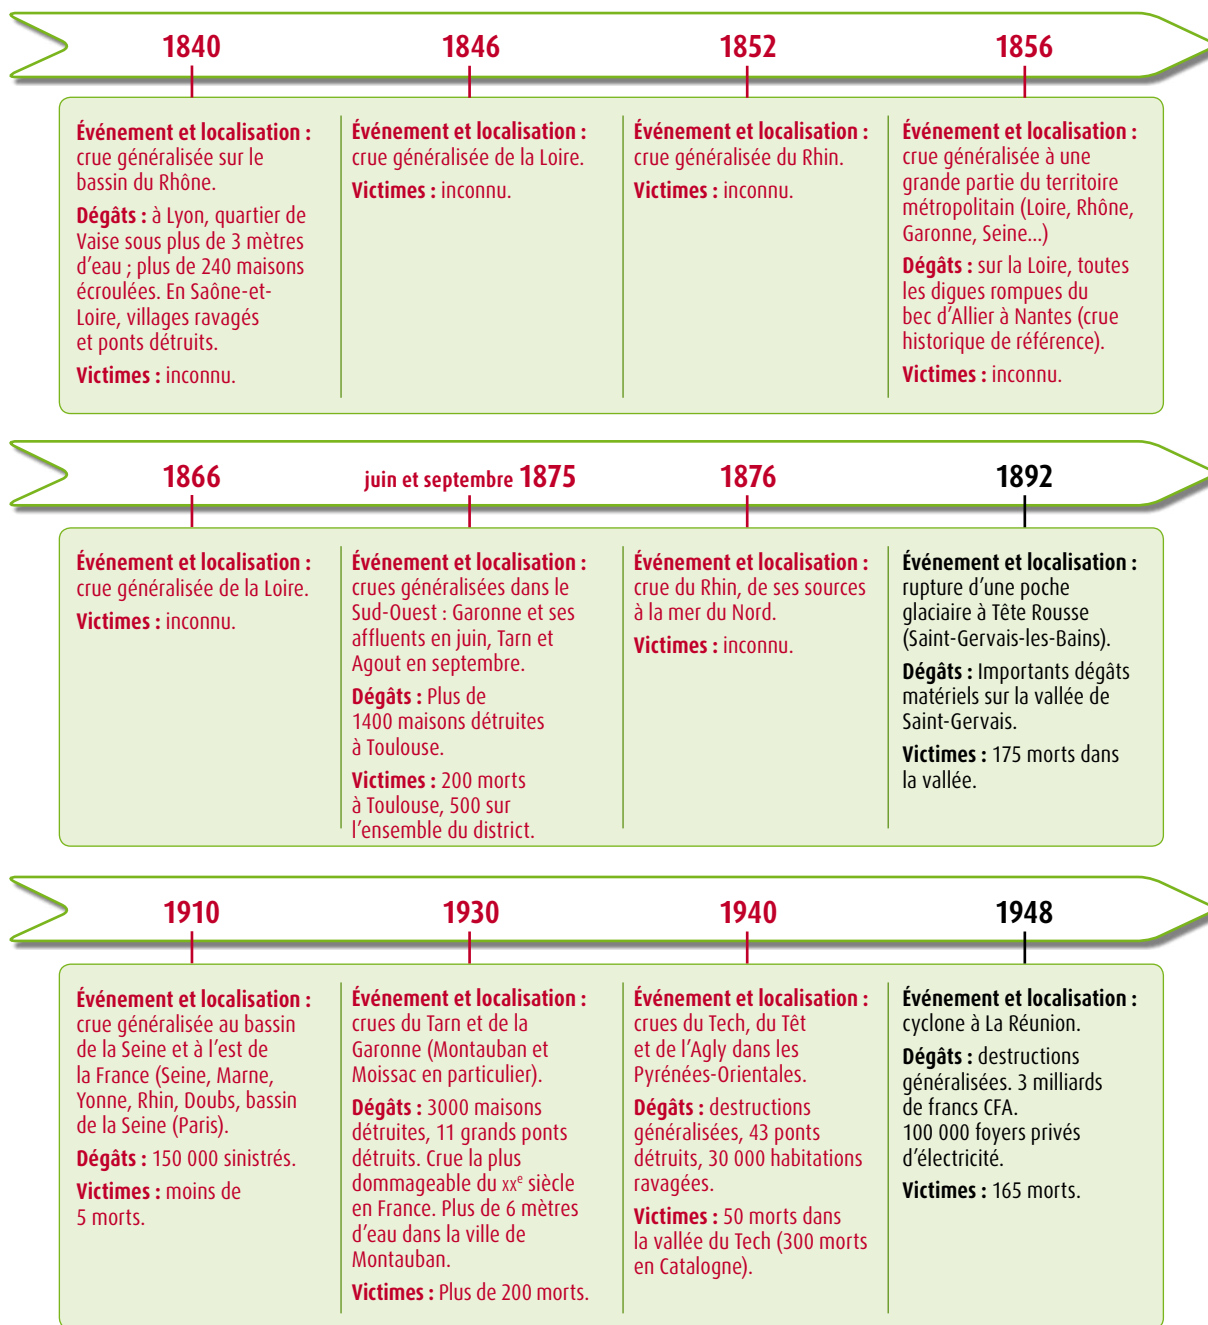 1840
1846
1852
1856
Événement et localisation :
crue généralisée sur le
bassin du Rhône.
Dégâts : à Lyon, quartier de
Vaise sous plus de 3 mètres
d'eau ; plus de 240 maisons
écroulées. En Saône-et-
Loire, villages ravagés
et ponts détruits.
Victimes : inconnu.
Événement et localisation :
crue généralisée de la Loire.
Victimes : inconnu.
Événement et localisation :
crue généralisée du Rhin.
Victimes : inconnu.
Événement et localisation :
crue généralisée à une
grande partie du territoire
métropolitain (Loire, Rhône,
Garonne, Seine...)
Dégâts : sur la Loire, toutes
les digues rompues du
bec d'Allier à Nantes (crue
historique de référence).
Victimes : inconnu.
1866
juin et septembre 1875
1876
1892
Événement et localisation :
crue généralisée de la Loire.
Victimes : inconnu.
Événement et localisation :
crues généralisées dans le
Sud-Ouest : Garonne et ses
affluents en juin, Tarn et
Agout en septembre.
Dégâts : Plus de
1400 maisons détruites
à Toulouse.
Victimes : 200 morts
à Toulouse, 500 sur
l'ensemble du district.
Événement et localisation :
crue du Rhin, de ses sources
à la mer du Nord.
Victimes : inconnu.
Événement et localisation :
rupture d'une poche
glaciaire à Tête Rousse
(Saint-Gervais-les-Bains).
Dégâts : Importants dégâts
matériels sur la vallée de
Saint-Gervais.
Victimes : 175 morts dans
la vallée.
1910
1930
1940
1948
Événement et localisation :
crue généralisée au bassin
de la Seine et à l'est de
la France (Seine, Marne,
Yonne, Rhin, Doubs, bassin
de la Seine (Paris).
Dégâts : 150 000 sinistrés.
Victimes : moins de
5 morts.
Événement et localisation :
crues du Tarn et de la
Garonne (Montauban et
Moissac en particulier).
Dégâts : 3000 maisons
détruites, 11 grands ponts
détruits. Crue la plus
dommageable du XXe siècle
en France. Plus de 6 mètres
d'eau dans la ville de
Montauban.
Victimes : Plus de 200 morts.
Événement et localisation :
crues du Tech, du Têt
et de l'Agly dans les
Pyrénées-Orientales.
Dégâts : destructions
généralisées, 43 ponts
détruits, 30 000 habitations
ravagées.
Victimes : 50 morts dans
la vallée du Tech (300 morts
en Catalogne).
Événement et localisation :
cyclone à La Réunion.
Dégâts : destructions
généralisées. 3 milliards
de francs CFA.
100 000 foyers privés
d'électricité.
Victimes : 165 morts.